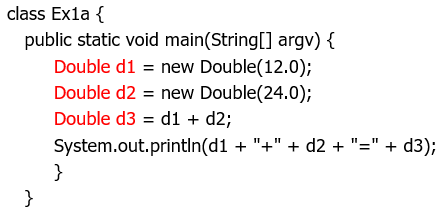 class Ex1a {
public static void main(String[] argv) {
Double d1 = new Double(12.0);
Double d2 = new Double(24.0);
Double d3 = d1 + d2;
System.out.println(d1 + "+" + d2 + "=" + d3);
}
}